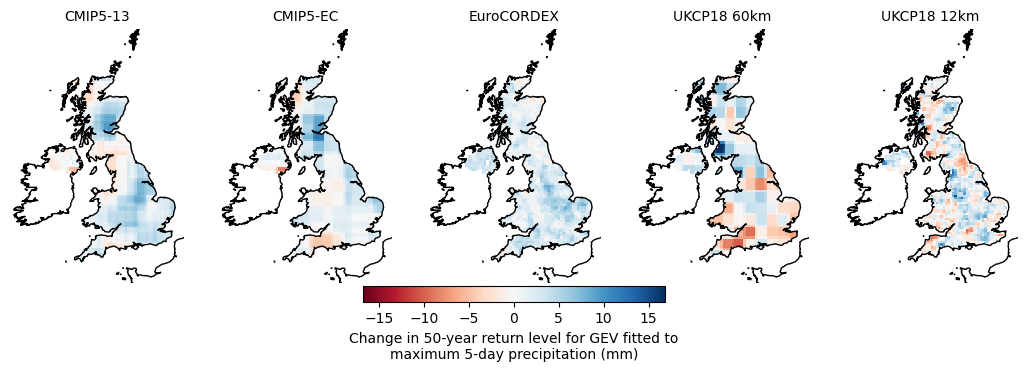 CMIP5-13 CMIP5-EC EuroCORDEX UKCP18 60km UKCP18 12km
−15 −10 −5 0 5 10 15
Change in 50-year return level for GEV fitted to
maximum 5-day precipitation (mm)